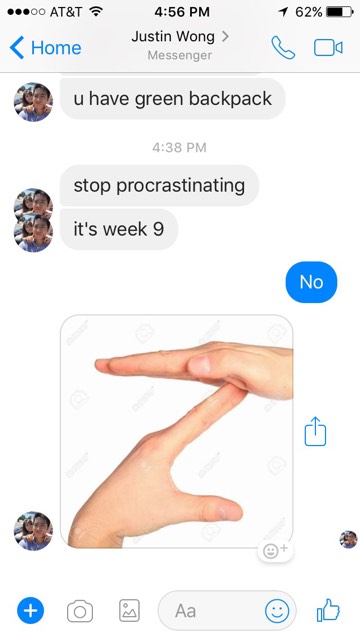 AT&T 4:56 PM 62%
Home Justin Wong
Messenger
u have green backpack
4:38 PM
stop procrastinating
it's week 9
No
Aa